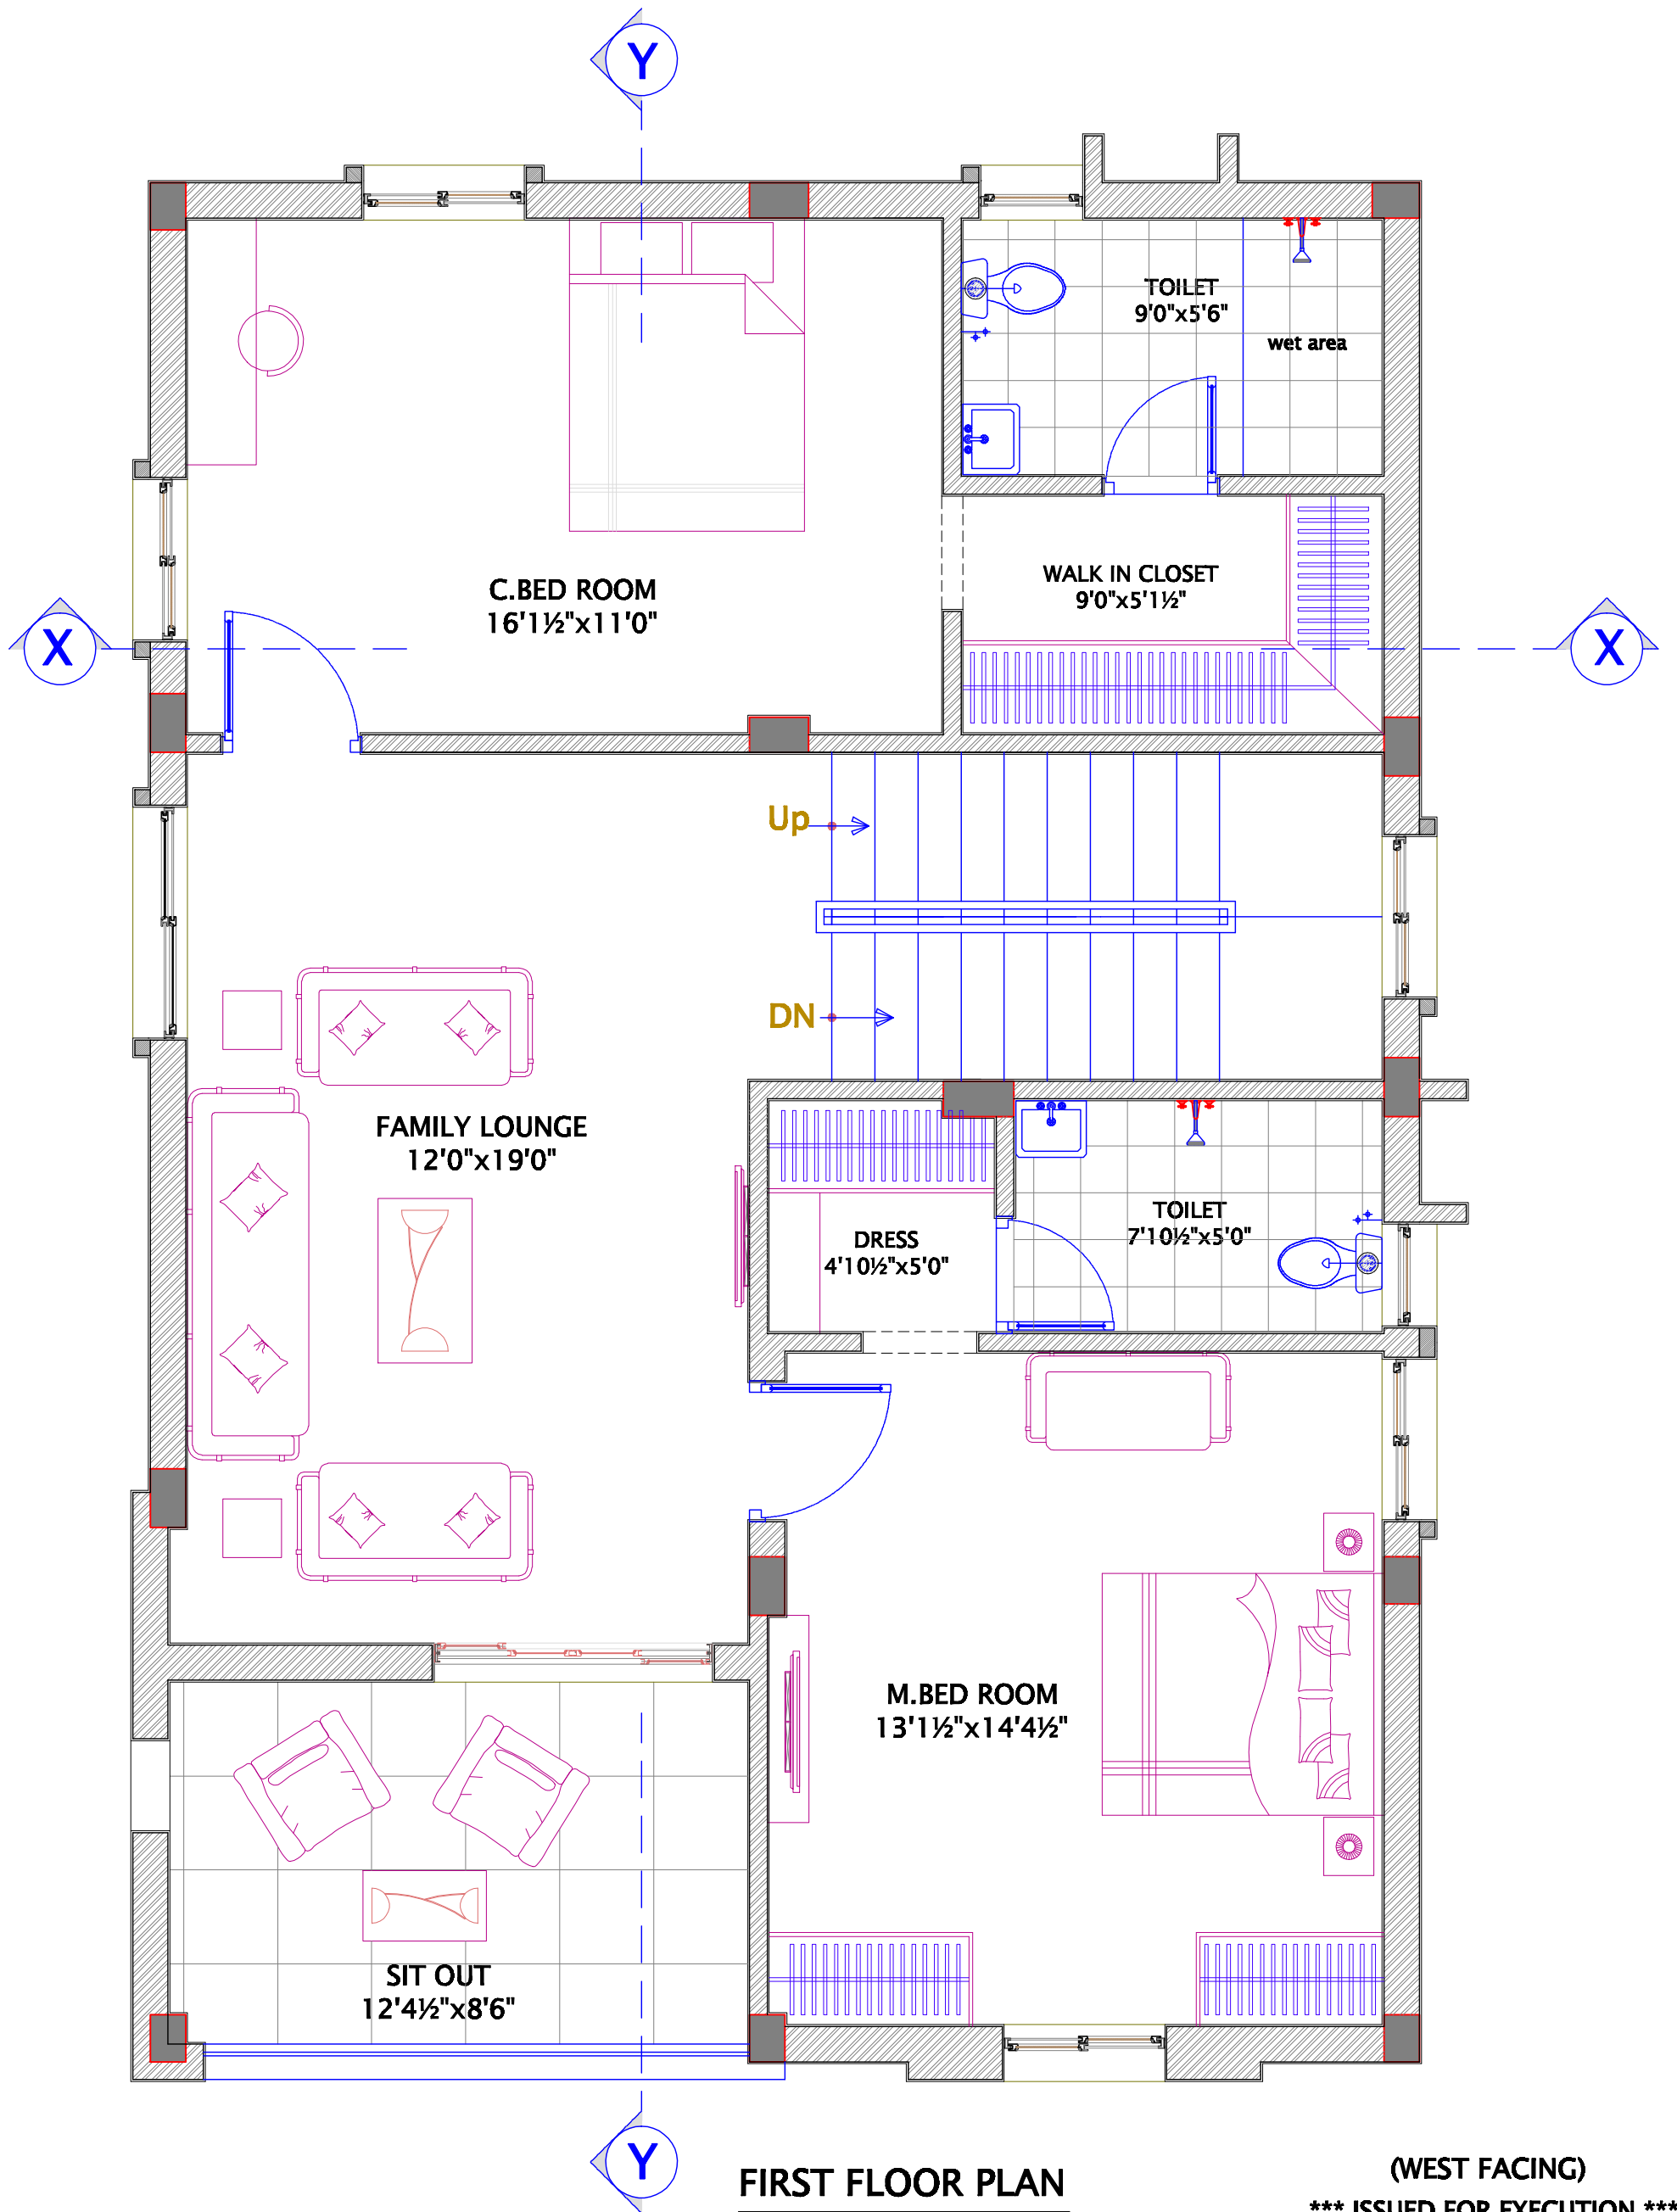 Y
TOILET
9'0"x5'6"
wet area
C.BED ROOM
16'1½"x11'0"
WALK IN CLOSET
9'0"x5'1½"
X
X
Up
DN
FAMILY LOUNGE
12'0"x19'0"
DRESS
4'10½"x5'0"
TOILET
7'10½"x5'0"
M.BED ROOM
13'1½"x14'4½"
SIT OUT
12'4½"x8'6"
Y
FIRST FLOOR PLAN
(WEST FACING)
*** ISSUED FOR EXECUTION ***